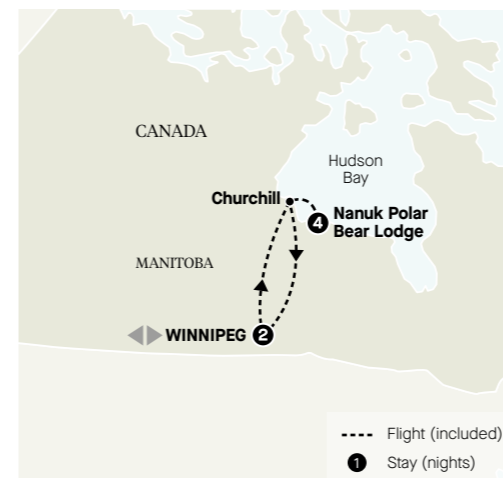 CANADA
Hudson
Bay
Churchill
4
Nanuk Polar
Bear Lodge
MANITOBA
WINNIPEG 2
Flight (included)
1 Stay (nights)